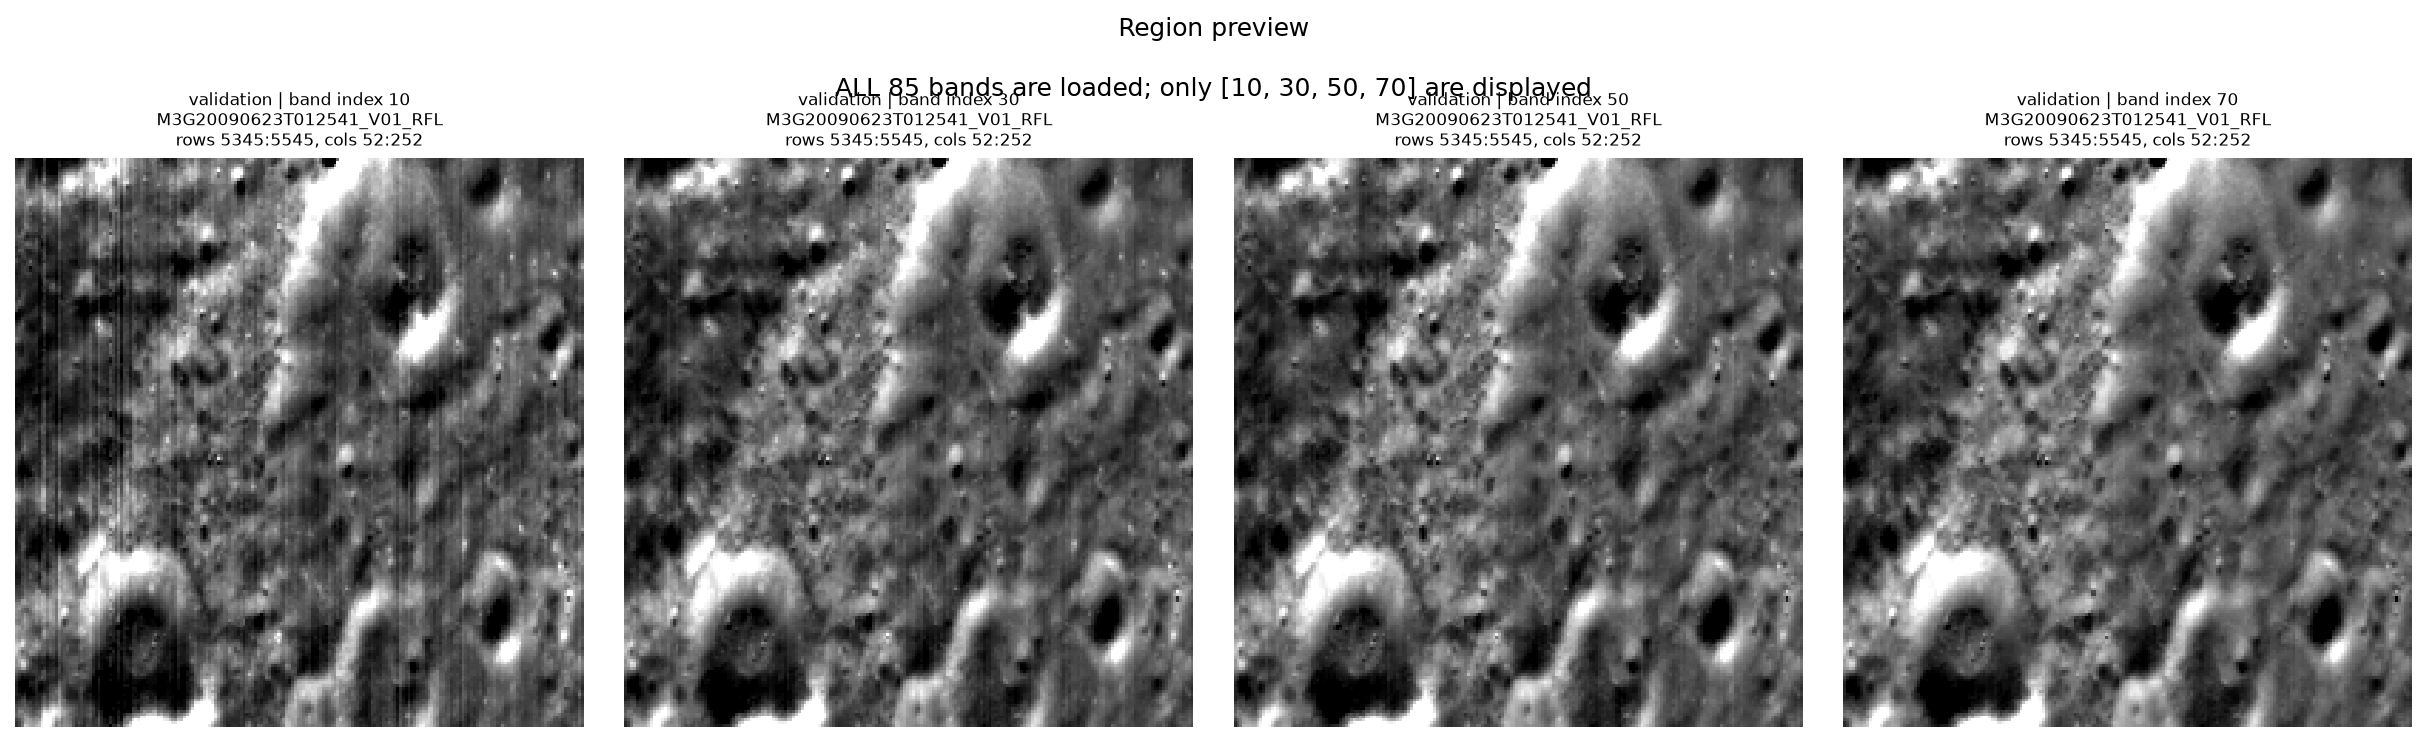 Region preview
ALL 85 bands are loaded; only [10, 30, 50, 70] are displayed
validation | band index 10
M3G20090623T012541_V01_RFL
rows 5345:5545, cols 52:252
validation | band index 30
M3G20090623T012541_V01_RFL
rows 5345:5545, cols 52:252
validation | band index 50
M3G20090623T012541_V01_RFL
rows 5345:5545, cols 52:252
validation | band index 70
M3G20090623T012541_V01_RFL
rows 5345:5545, cols 52:252